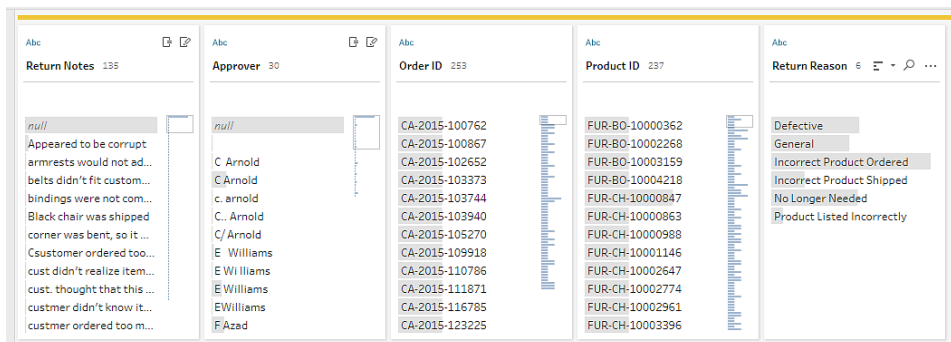 Abc
Return Notes 135
null
Appeared to be corrupt
armrests would not ad...
belts didn't fit custom...
bindings were not com...
Black chair was shipped
corner was bent, so it ...
Csustomer ordered too...
cust didn't realize item...
cust. thought that this ...
custmer didn't know it...
custmer ordered too m...
Abc
Approver 30
null
C Arnold
C Arnold
c. arnold
C.. Arnold
C/ Arnold
E  Williams
E Wi lliams
E Williams
EWilliams
F Azad
Abc
Order ID 253
CA-2015-100762
CA-2015-100867
CA-2015-102652
CA-2015-103373
CA-2015-103744
CA-2015-103940
CA-2015-105270
CA-2015-109918
CA-2015-110786
CA-2015-111871
CA-2015-116785
CA-2015-123225
Abc
Product ID 237
FUR-BO-10000362
FUR-BO-10002268
FUR-BO-10003159
FUR-BO-10004218
FUR-CH-10000847
FUR-CH-10000863
FUR-CH-10000988
FUR-CH-10001146
FUR-CH-10002647
FUR-CH-10002774
FUR-CH-10002961
FUR-CH-10003396
Abc
Return Reason 6
Defective
General
Incorrect Product Ordered
Incorrect Product Shipped
No Longer Needed
Product Listed Incorrectly